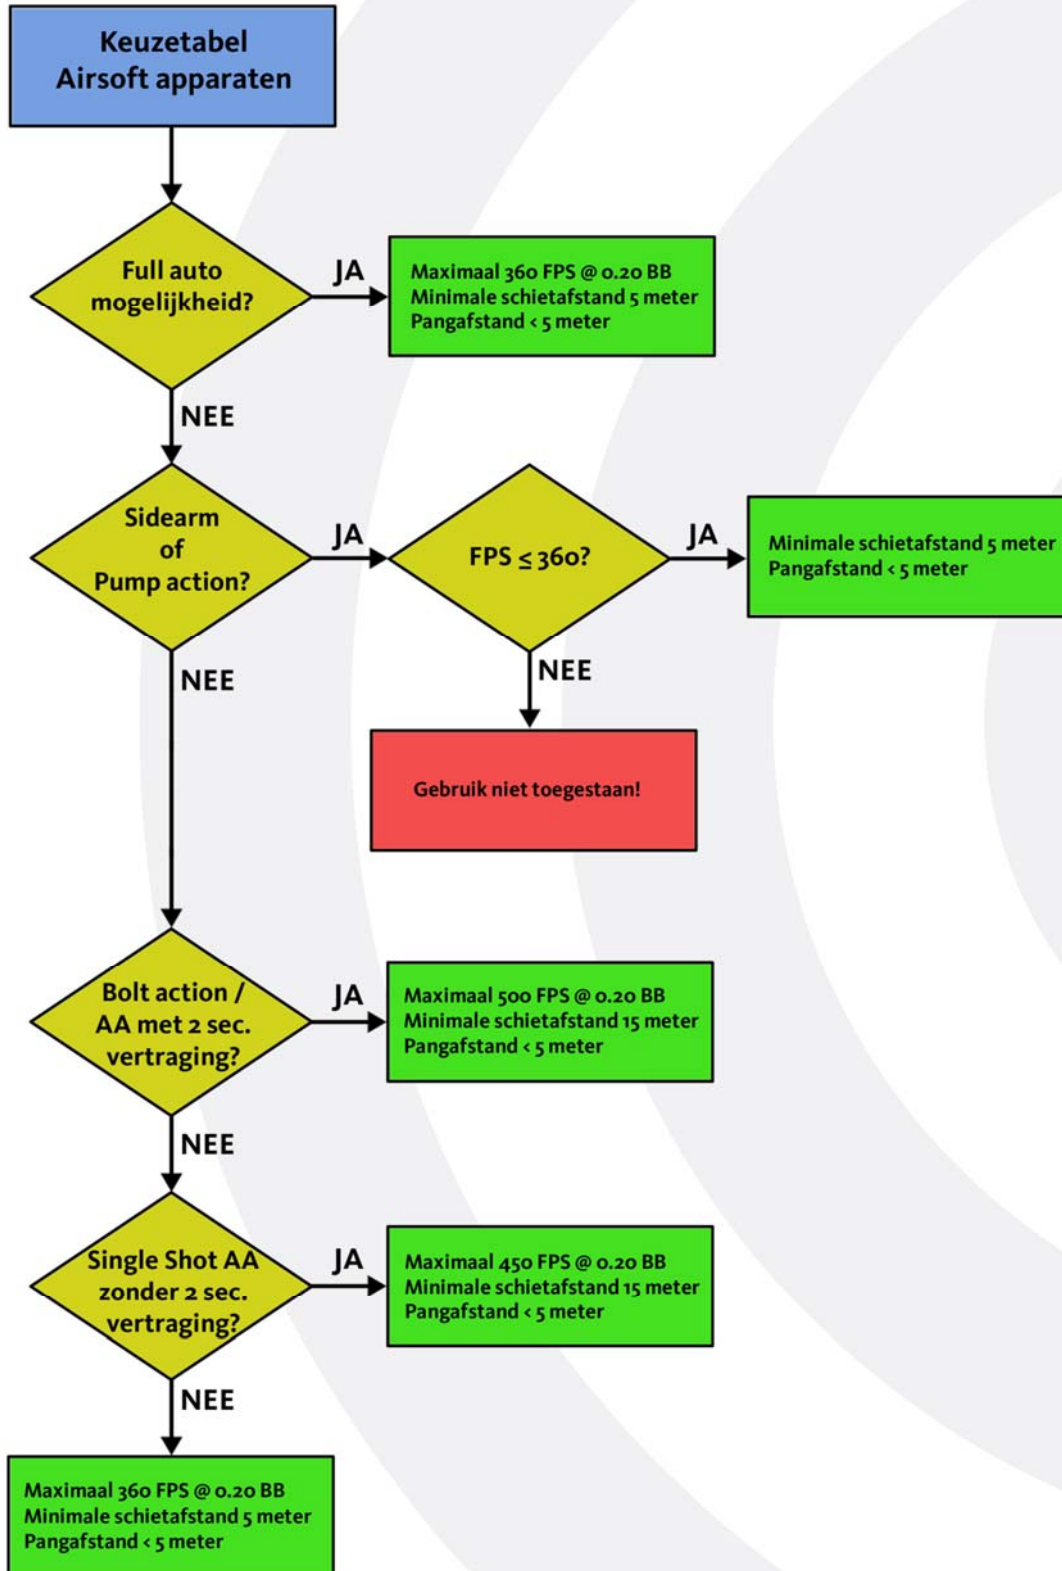 Keuzetabel
Airsoft apparaten
Full auto
mogelijkheid?
JA
Maximaal 360 FPS @ 0.20 BB
Minimale schietafstand 5 meter
Pangafstand < 5 meter
NEE
Sidearm
of
Pump action?
JA
FPS ≤ 360?
JA
Minimale schietafstand 5 meter
Pangafstand < 5 meter
NEE
NEE
Gebruik niet toegestaan!
Bolt action /
AA met 2 sec.
vertraging?
JA
Maximaal 500 FPS @ 0.20 BB
Minimale schietafstand 15 meter
Pangafstand < 5 meter
NEE
Single Shot AA
zonder 2 sec.
vertraging?
JA
Maximaal 450 FPS @ 0.20 BB
Minimale schietafstand 15 meter
Pangafstand < 5 meter
NEE
Maximaal 360 FPS @ 0.20 BB
Minimale schietafstand 5 meter
Pangafstand < 5 meter